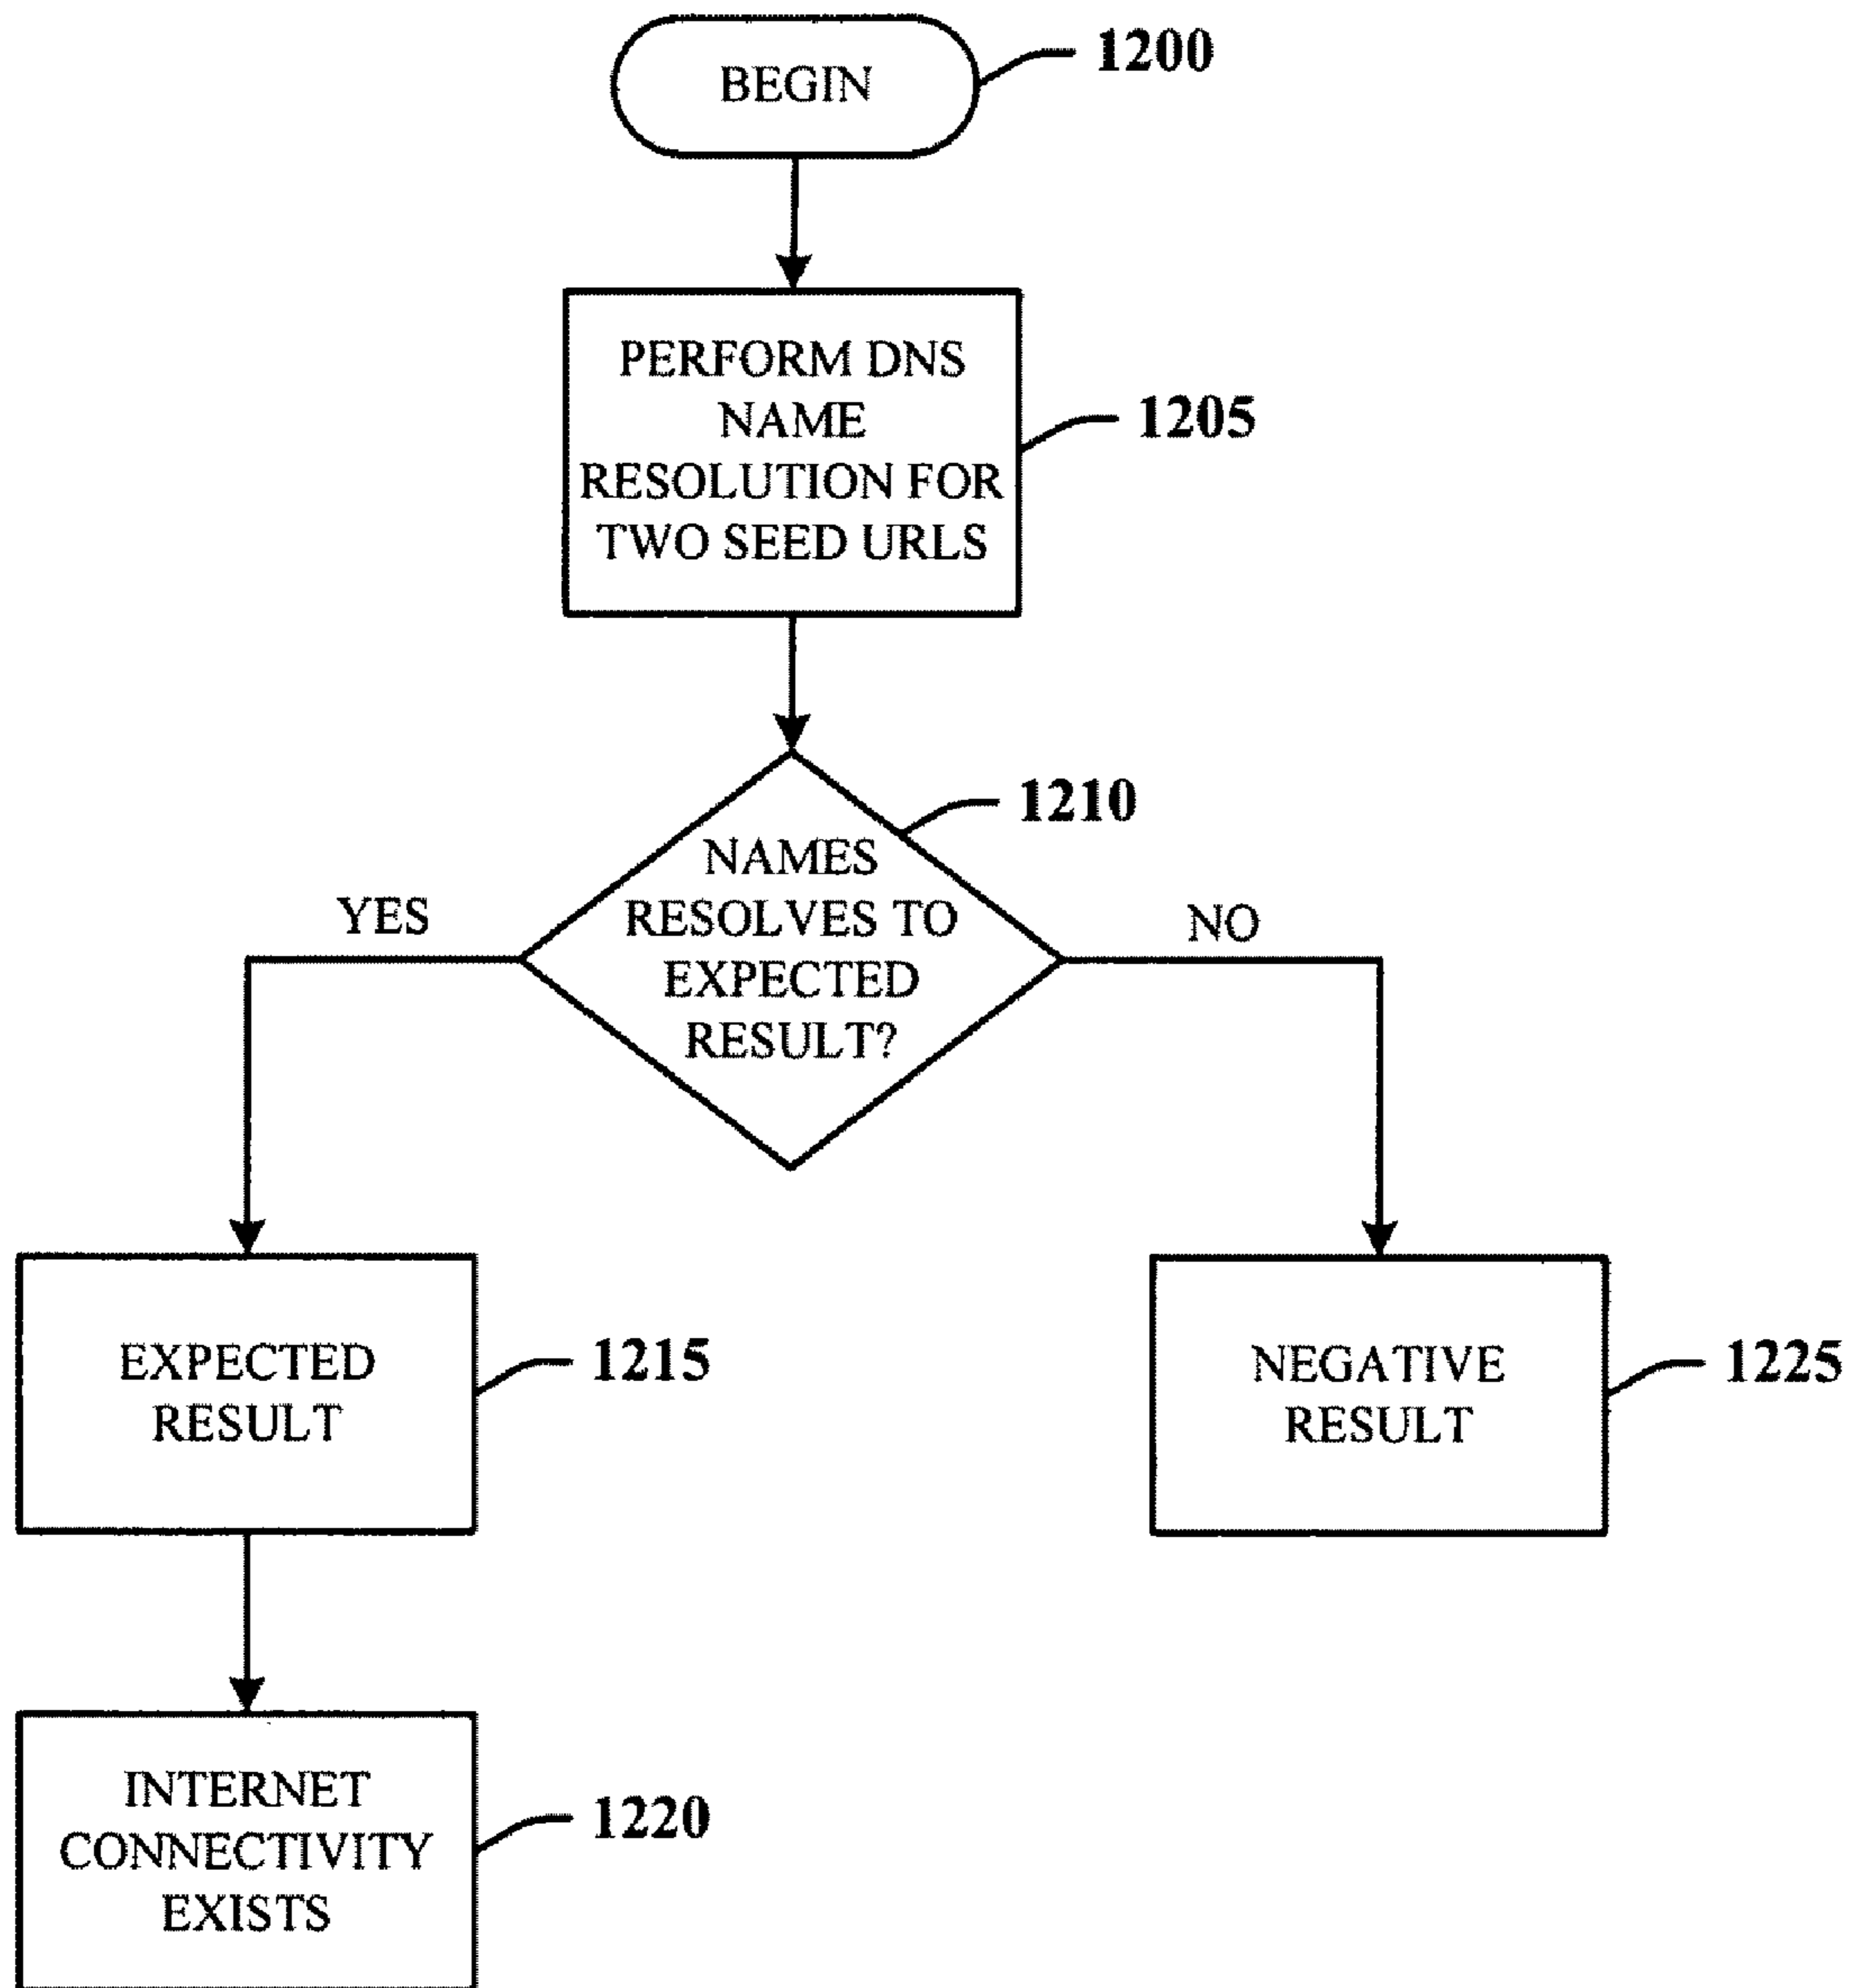 BEGIN
1200
PERFORM DNS
NAME
RESOLUTION FOR
TWO SEED URLS
1205
1210
NAMES
RESOLVES TO
EXPECTED
RESULT?
YES
NO
EXPECTED
RESULT
1215
NEGATIVE
RESULT
1225
INTERNET
CONNECTIVITY
EXISTS
1220